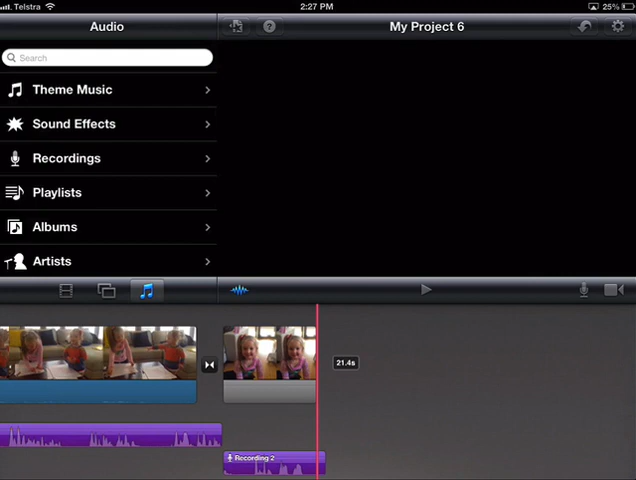 Telstra
2:27 PM
25%
Audio
My Project 6
Search
Theme Music
Sound Effects
Recordings
Playlists
Albums
Artists
21.4s
Recording 2